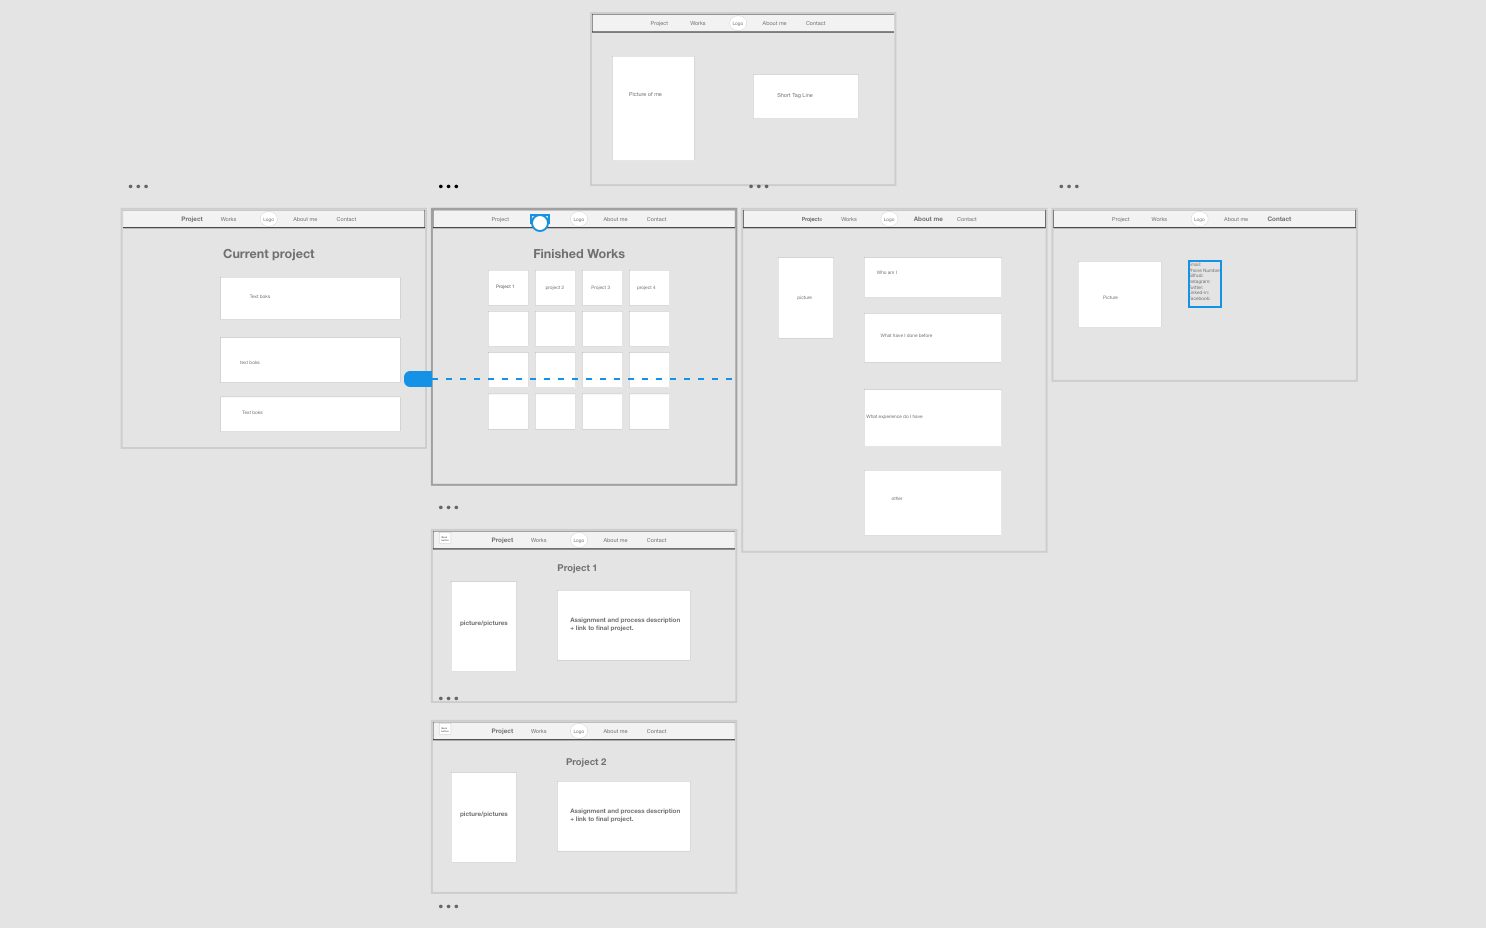 Project Works Logo About me Contact
Picture of me
Short Tag Line
Project Works Logo About me Contact
Current project
Text boks
text boks
Text boks
Project Logo About me Contact
Finished Works
Project 1 project 2 Project 3 project 4
Projects Works Logo About me Contact
picture
Who am I
What have I done before
What experience do I have
other
Project Works Logo About me Contact
Picture
Project Works Logo About me Contact
Project 1
picture/pictures
Assignment and process description
+ link to final project.
Project Works Logo About me Contact
Project 2
picture/pictures
Assignment and process description
+ link to final project.